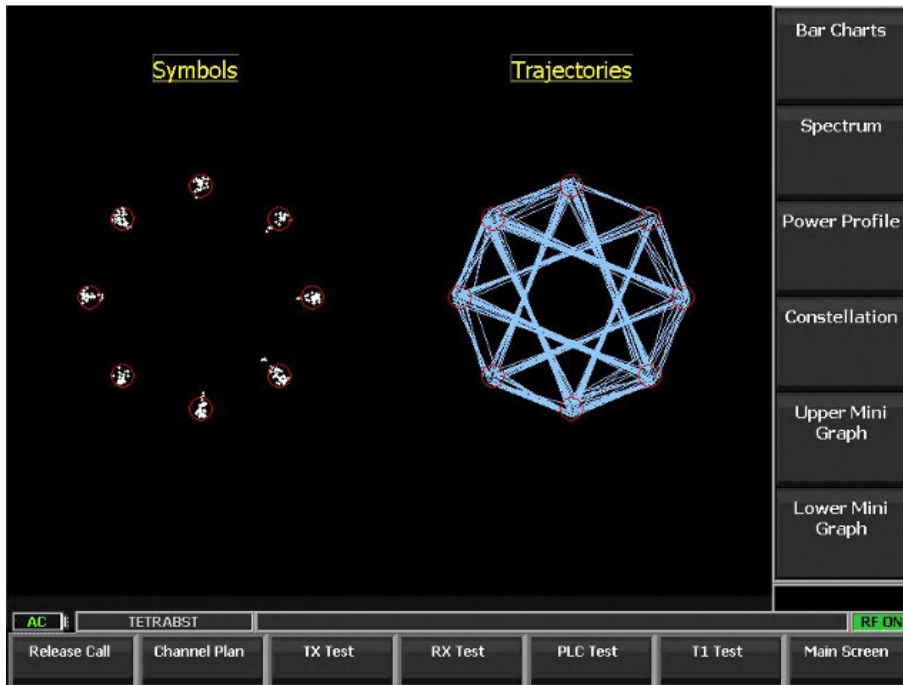 Symbols
Trajectories
Bar Charts
Spectrum
Power Profile
Constellation
Upper Mini
Graph
Lower Mini
Graph
AC
TETRABST
RF ON
Release Call
Channel Plan
TX Test
RX Test
PLC Test
T1 Test
Main Screen